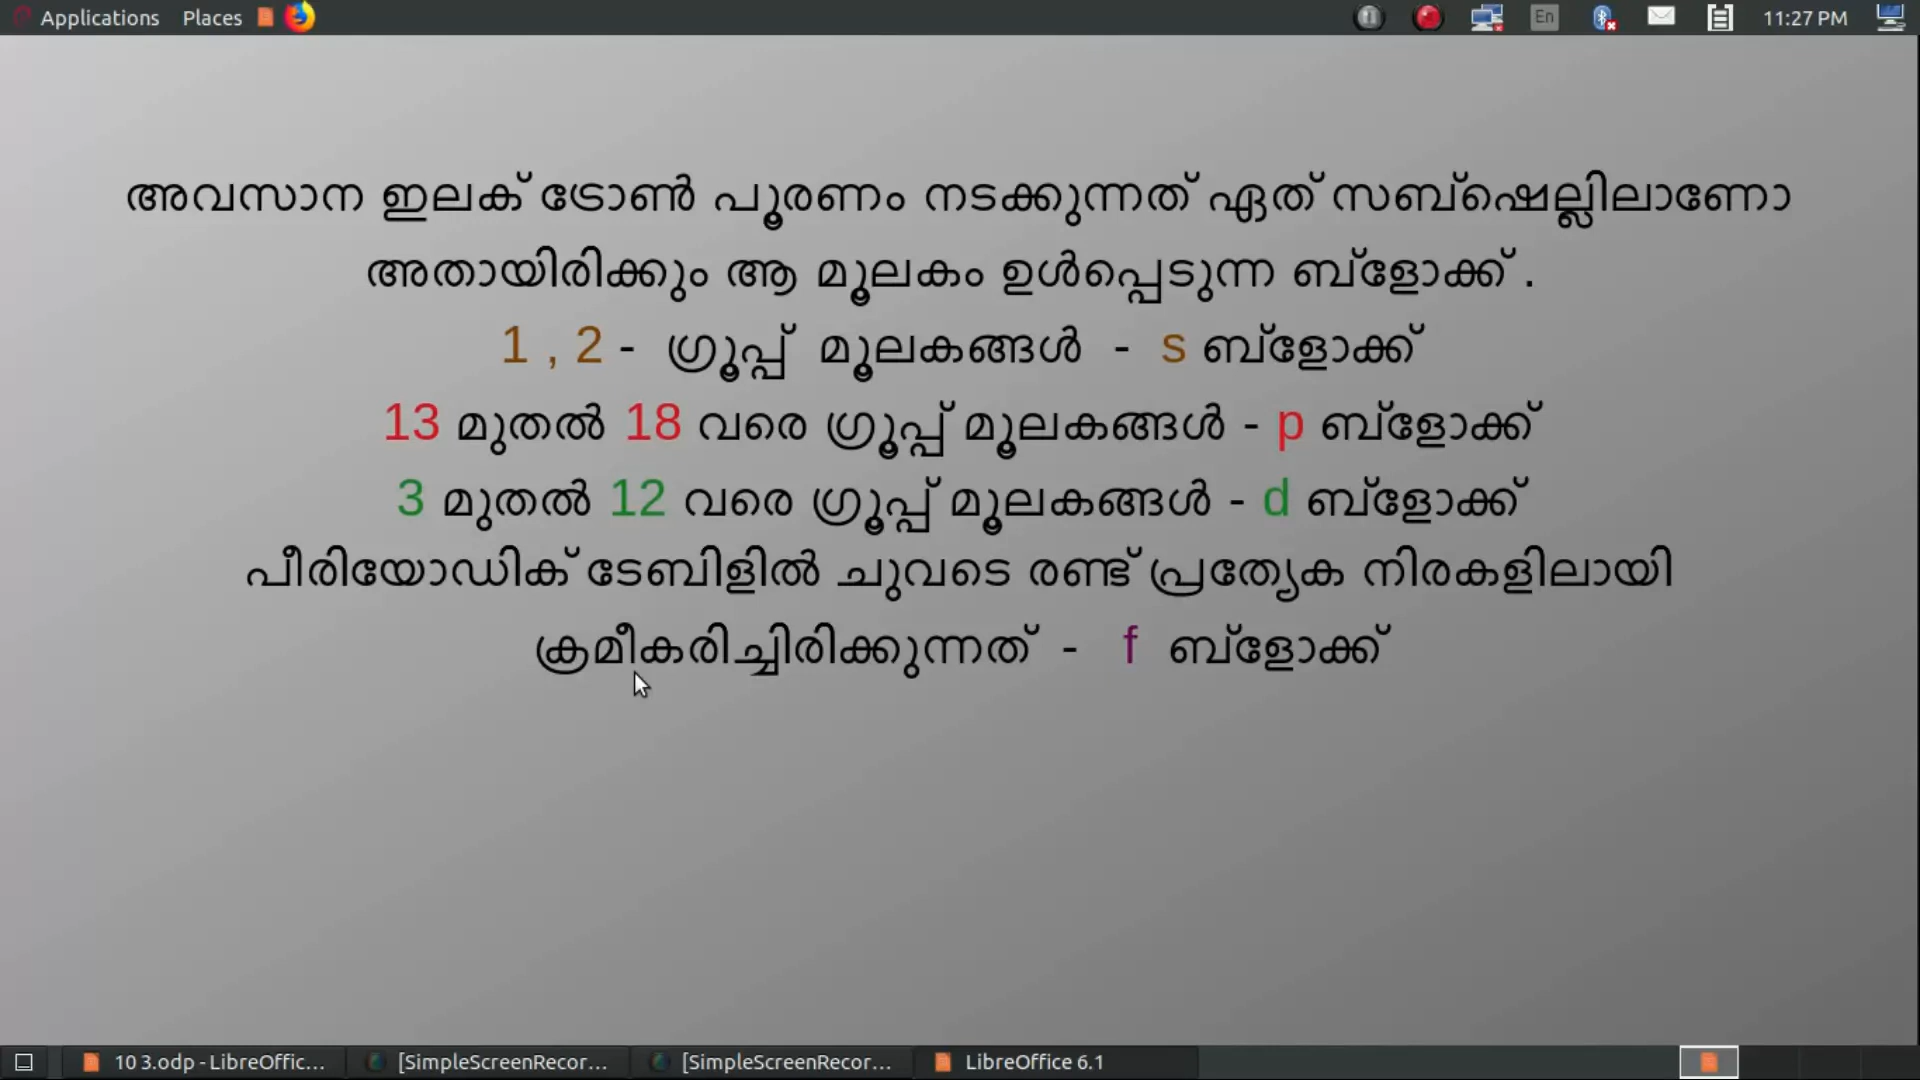 Applications Places En 11:27 PM
അവസാന ഇലക് ട്രോൺ പൂരണം നടക്കുന്നത് ഏത് സബ്ഷെല്ലിലാണോ
അതായിരിക്കും ആ മൂലകം ഉൾപ്പെടുന്ന ബ്ളോക്ക് .
1 , 2 - ഗ്രൂപ്പ് മൂലകങ്ങൾ - s ബ്ളോക്ക്
13 മുതൽ 18 വരെ ഗ്രൂപ്പ് മൂലകങ്ങൾ - p ബ്ളോക്ക്
3 മുതൽ 12 വരെ ഗ്രൂപ്പ് മൂലകങ്ങൾ - d ബ്ളോക്ക്
പീരിയോഡിക് ടേബിളിൽ ചുവടെ രണ്ട് പ്രത്യേക നിരകളിലായി
ക്രമീകരിച്ചിരിക്കുന്നത് - f ബ്ളോക്ക്
10 3.odp - LibreOffic... [SimpleScreenRecor... [SimpleScreenRecor... LibreOffice 6.1